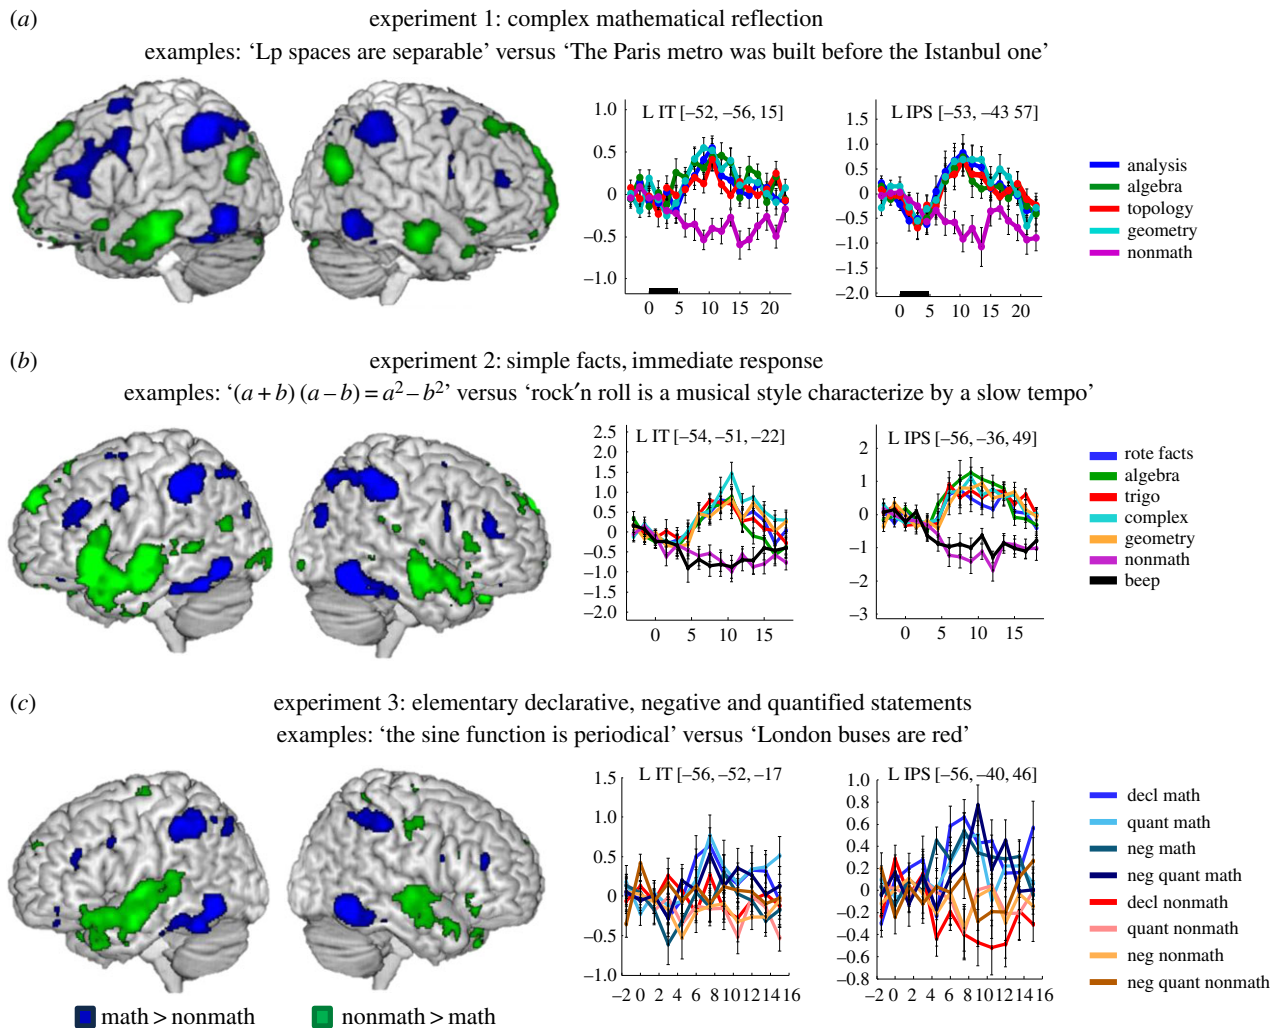 (a)
experiment 1: complex mathematical reflection
examples: ‘Lp spaces are separable’ versus ‘The Paris metro was built before the Istanbul one’
L IT [−52, −56, 15]
1.0
0.5
0
−0.5
−1.0
0 5 10 15 20
L IPS [−53, −43 57]
1.5
1.0
0.5
0
−0.5
−1.0
−1.5
−2.0
0 5 10 15 20
analysis
algebra
topology
geometry
nonmath
(b)
experiment 2: simple facts, immediate response
examples: ‘(a + b) (a − b) = a² − b²’ versus ‘rock′n roll is a musical style characterize by a slow tempo’
L IT [−54, −51, −22]
2.5
2.0
1.5
1.0
0.5
0
−0.5
−1.0
−1.5
−2.0
0 5 10 15
L IPS [−56, −36, 49]
2
1
0
−1
−2
−3
0 5 10 15
rote facts
algebra
trigo
complex
geometry
nonmath
beep
(c)
experiment 3: elementary declarative, negative and quantified statements
examples: ‘the sine function is periodical’ versus ‘London buses are red’
L IT [−56, −52, −17
1.5
1.0
0.5
0
−0.5
−1.0
−2 0 2 4 6 8 10 12 14 16
L IPS [−56, −40, 46]
1.0
0.8
0.6
0.4
0.2
0
−0.2
−0.4
−0.6
−0.8
−2 0 2 4 6 8 10 12 14 16
decl math
quant math
neg math
neg quant math
decl nonmath
quant nonmath
neg nonmath
neg quant nonmath
math > nonmath
nonmath > math